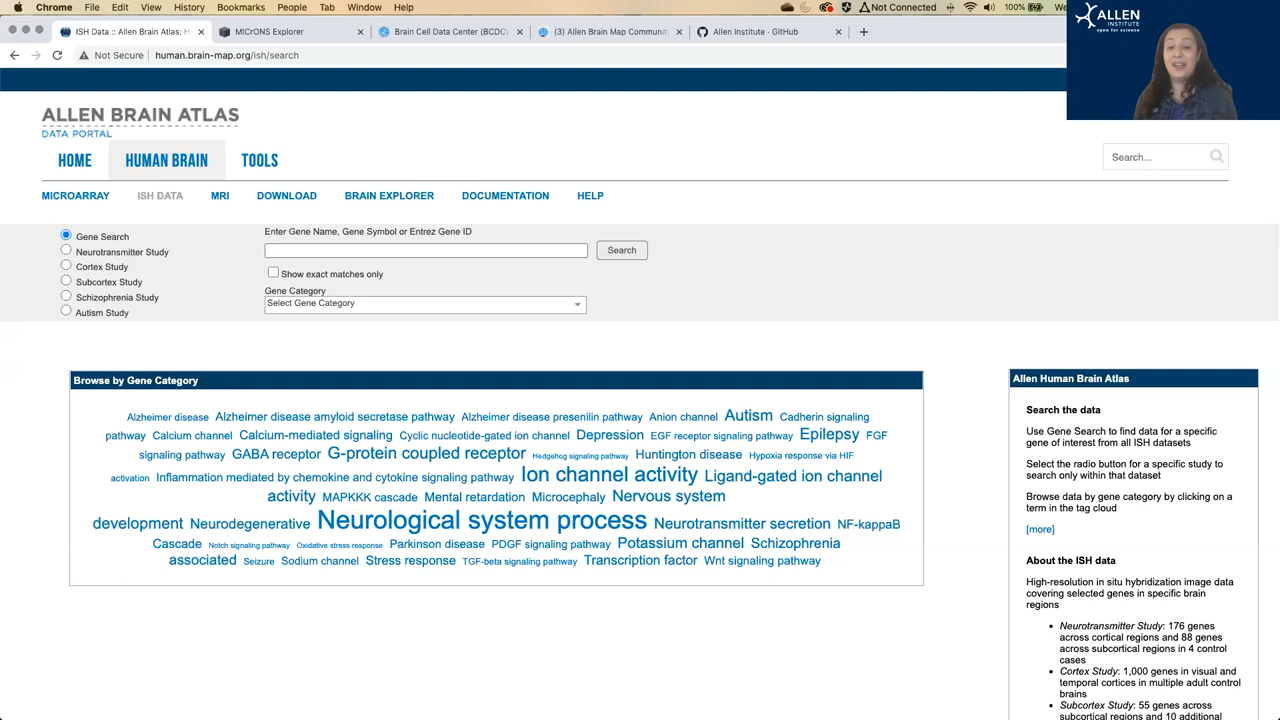 Chrome File Edit View History Bookmarks People Tab Window Help
Not Connected 100% We
ISH Data :: Allen Brain Atlas: H
MICrONS Explorer
Brain Cell Data Center (BCDC)
(3) Allen Brain Map Communi
Allen Institute · GitHub
Not Secure human.brain-map.org/ish/search
ALLEN
INSTITUTE
open for science
ALLEN BRAIN ATLAS
DATA PORTAL
HOME HUMAN BRAIN TOOLS
Search...
MICROARRAY ISH DATA MRI DOWNLOAD BRAIN EXPLORER DOCUMENTATION HELP
Gene Search
Neurotransmitter Study
Cortex Study
Subcortex Study
Schizophrenia Study
Autism Study
Enter Gene Name, Gene Symbol or Entrez Gene ID
Search
Show exact matches only
Gene Category
Select Gene Category
Browse by Gene Category
Alzheimer disease Alzheimer disease amyloid secretase pathway Alzheimer disease presenilin pathway Anion channel Autism Cadherin signaling
pathway Calcium channel Calcium-mediated signaling Cyclic nucleotide-gated ion channel Depression EGF receptor signaling pathway Epilepsy FGF
signaling pathway GABA receptor G-protein coupled receptor Hedgehog signaling pathway Huntington disease Hypoxia response via HIF
activation Inflammation mediated by chemokine and cytokine signaling pathway Ion channel activity Ligand-gated ion channel
activity MAPKKK cascade Mental retardation Microcephaly Nervous system
development Neurodegenerative Neurological system process Neurotransmitter secretion NF-kappaB
Cascade Notch signaling pathway Oxidative stress response Parkinson disease PDGF signaling pathway Potassium channel Schizophrenia
associated Seizure Sodium channel Stress response TGF-beta signaling pathway Transcription factor Wnt signaling pathway
Allen Human Brain Atlas
Search the data
Use Gene Search to find data for a specific
gene of interest from all ISH datasets
Select the radio button for a specific study to
search only within that dataset
Browse data by gene category by clicking on a
term in the tag cloud
[more]
About the ISH data
High-resolution in situ hybridization image data
covering selected genes in specific brain
regions
• Neurotransmitter Study: 176 genes
across cortical regions and 88 genes
across subcortical regions in 4 control
cases
• Cortex Study: 1,000 genes in visual and
temporal cortices in multiple adult control
brains
• Subcortex Study: 55 genes across
subcortical regions and 10 additional